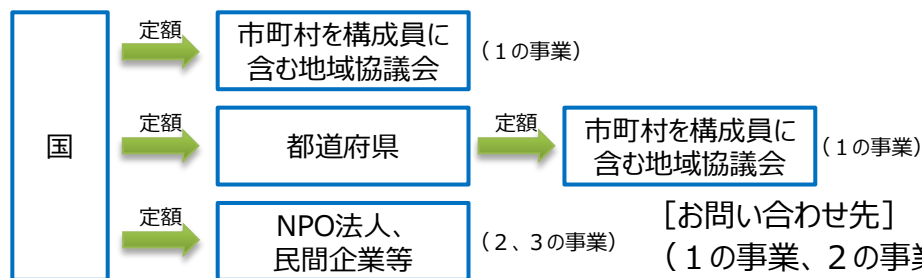 国
定額
市町村を構成員に
含む地域協議会
(1の事業)
定額
都道府県
定額
市町村を構成員に
含む地域協議会
(1の事業)
定額
NPO法人、
民間企業等
(2、3の事業)
[お問い合わせ先]
(1の事業、2の事業